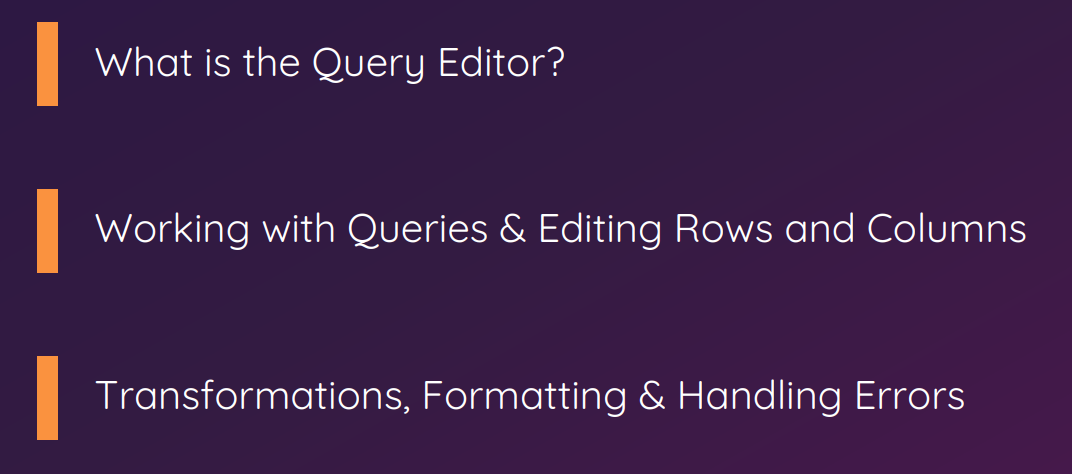 What is the Query Editor?
Working with Queries & Editing Rows and Columns
Transformations, Formatting & Handling Errors